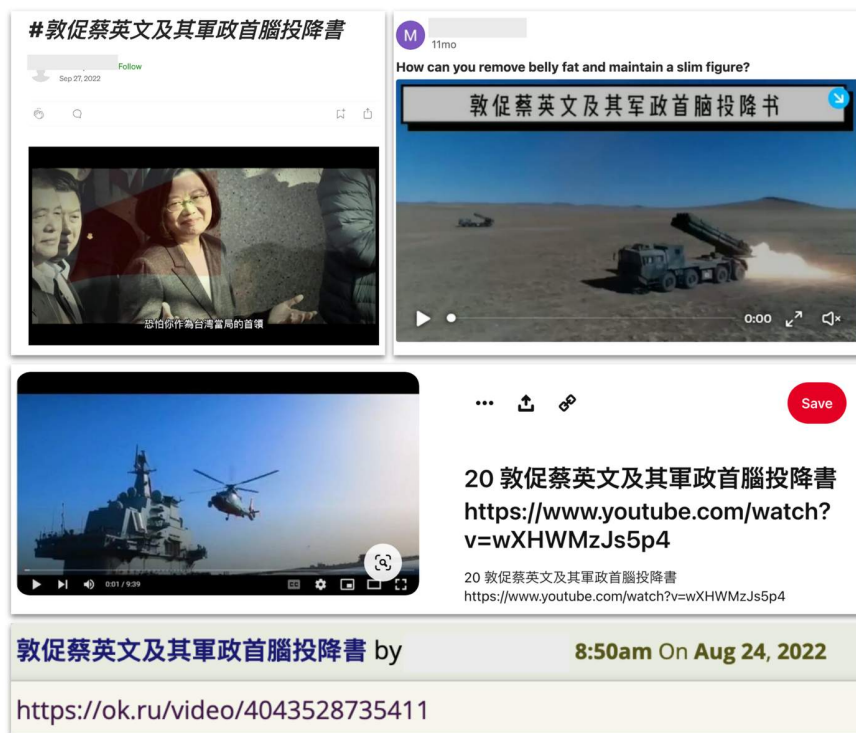 #敦促蔡英文及其軍政首腦投降書
Follow
Sep 27, 2022
恐怕你作為台灣當局的首領
M
11mo
How can you remove belly fat and maintain a slim figure?
敦促蔡英文及其军政首脑投降书
0:00
0:01 / 9:39
CC
Save
20 敦促蔡英文及其軍政首腦投降書
https://www.youtube.com/watch?
v=wXHWMzJs5p4
20 敦促蔡英文及其軍政首腦投降書
https://www.youtube.com/watch?v=wXHWMzJs5p4
敦促蔡英文及其軍政首腦投降書 by 8:50am On Aug 24, 2022
https://ok.ru/video/4043528735411